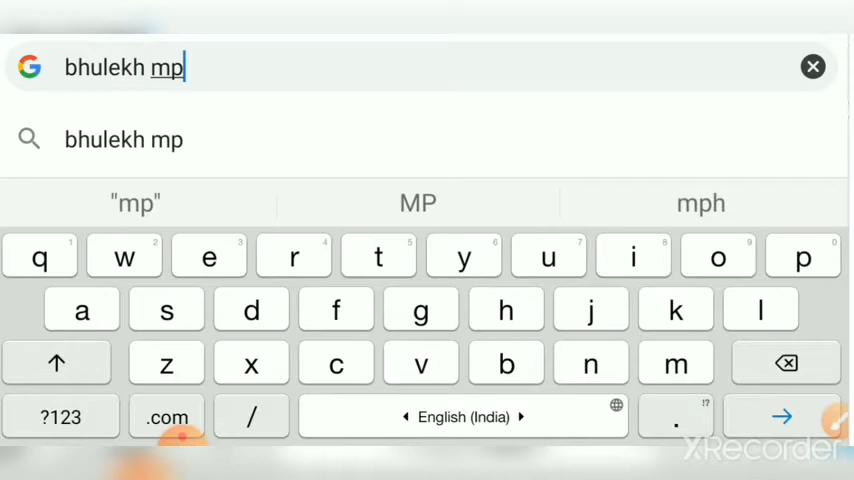 bhulekh mp
bhulekh mp
"mp" MP mph
q 1 w 2 e 3 r 4 t 5 y 6 u 7 i 8 o 9 p 0
a s d f g h j k l
z x c v b n m
?123 .com / English (India) . !?
XRecorder